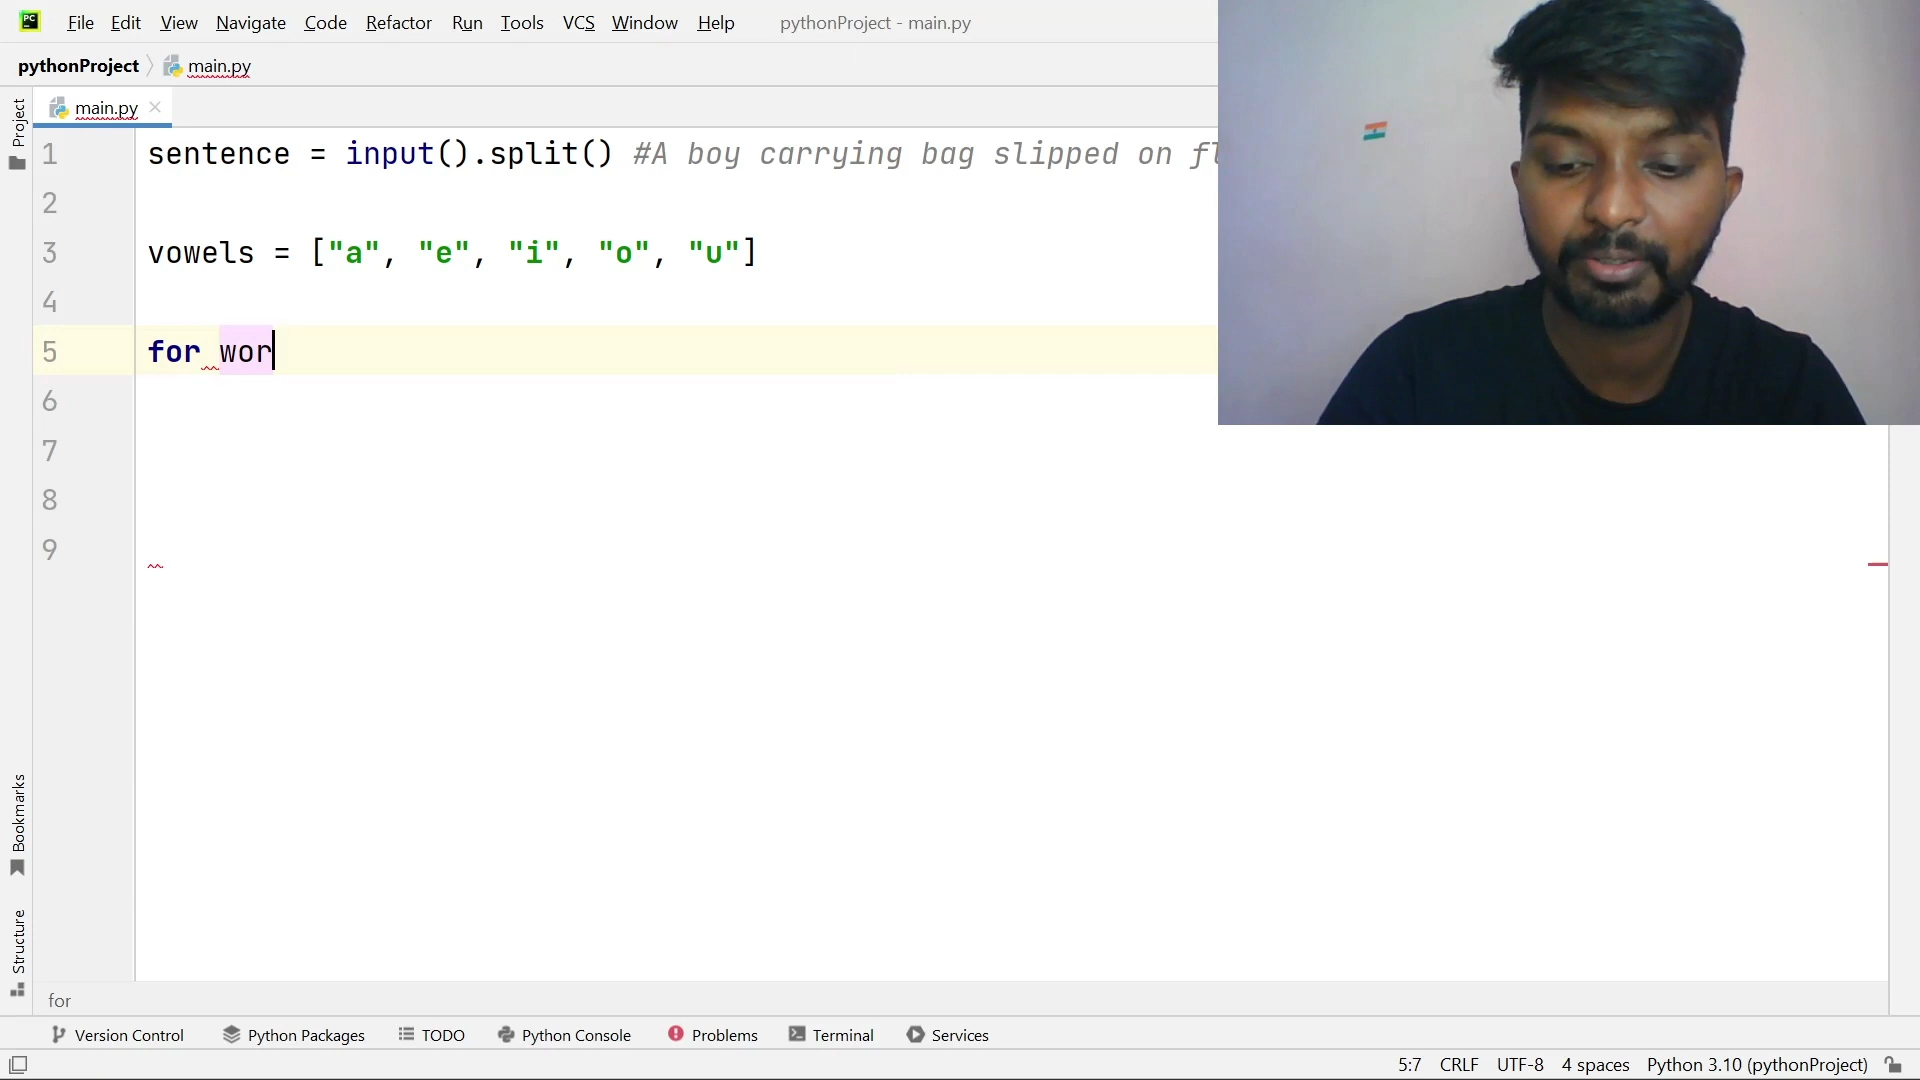 PC File Edit View Navigate Code Refactor Run Tools VCS Window Help pythonProject - main.py
pythonProject main.py
Project
main.py
1 sentence = input().split() #A boy carrying bag slipped on
2
3 vowels = ["a", "e", "i", "o", "u"]
4
5 for wor
6
7
8
9
Bookmarks
Structure
for
Version Control Python Packages TODO Python Console Problems Terminal Services
5:7 CRLF UTF-8 4 spaces Python 3.10 (pythonProject)